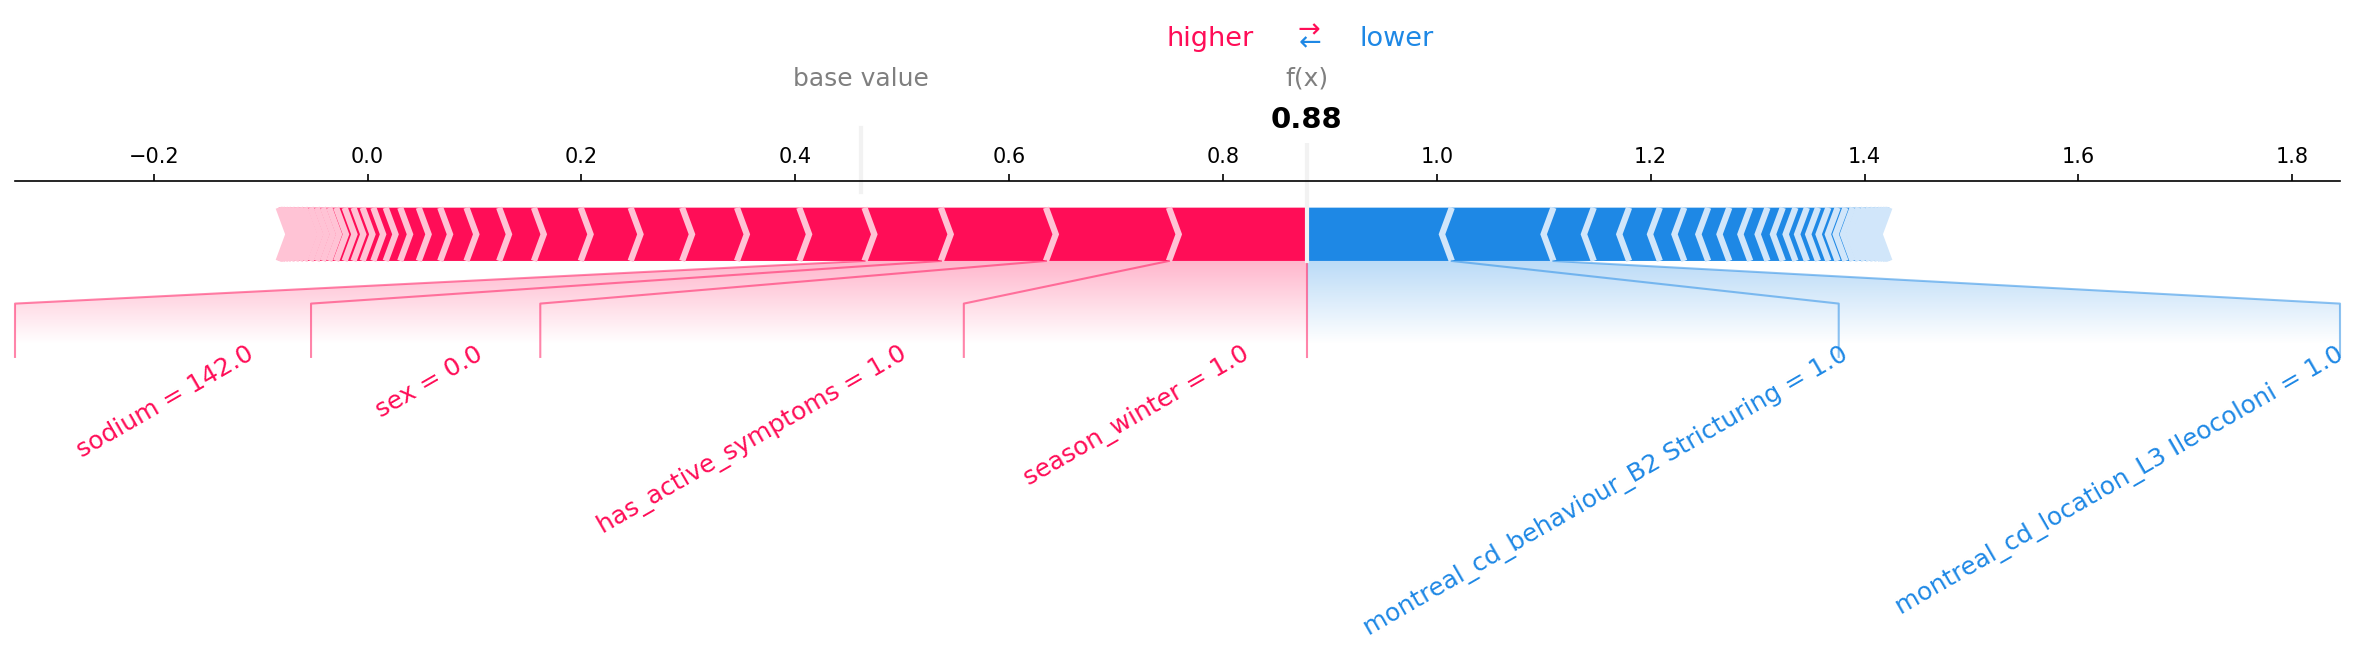 higher ⇄ lower
base value f(x)
0.88
−0.2 0.0 0.2 0.4 0.6 0.8 1.0 1.2 1.4 1.6 1.8
sodium = 142.0
sex = 0.0
has_active_symptoms = 1.0
season_winter = 1.0
montreal_cd_behaviour_B2 Stricturing = 1.0
montreal_cd_location_L3 Ileocoloni = 1.0